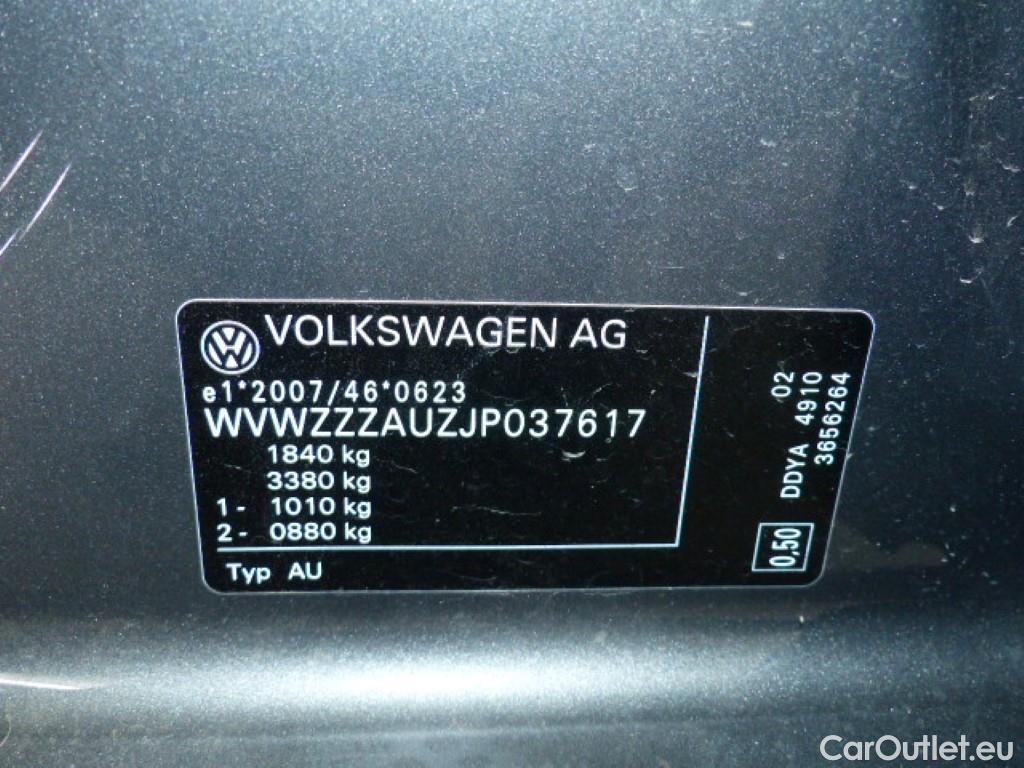 VOLKSWAGEN AG
e1*2007/46*0623
WVWZZZAUZJP037617
1840 kg
3380 kg
1- 1010 kg
2- 0880 kg
Typ AU
02
DDYA 4910
3656264
0,50
CarOutlet.eu